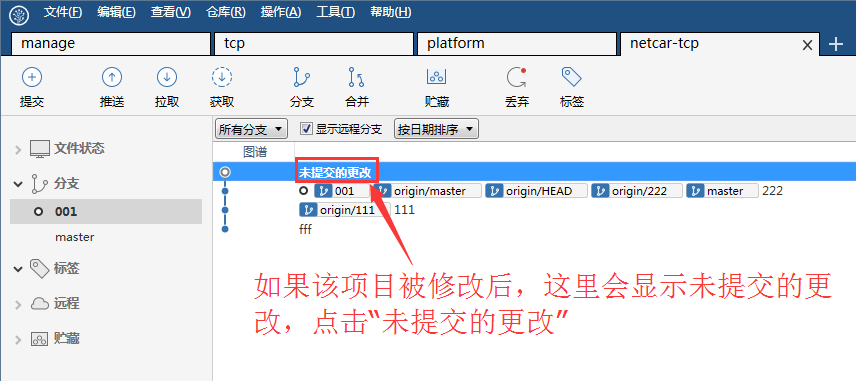 文件(F) 编辑(E) 查看(V) 仓库(R) 操作(A) 工具(T) 帮助(H)
manage tcp platform netcar-tcp
提交 推送 拉取 获取 分支 合并 贮藏 丢弃 标签
文件状态
分支
001
master
标签
远程
贮藏
所有分支 显示远程分支 按日期排序
图谱
未提交的更改
001 origin/master origin/HEAD origin/222 master 222
origin/111 111
fff
如果该项目被修改后，这里会显示未提交的更
改，点击“未提交的更改”